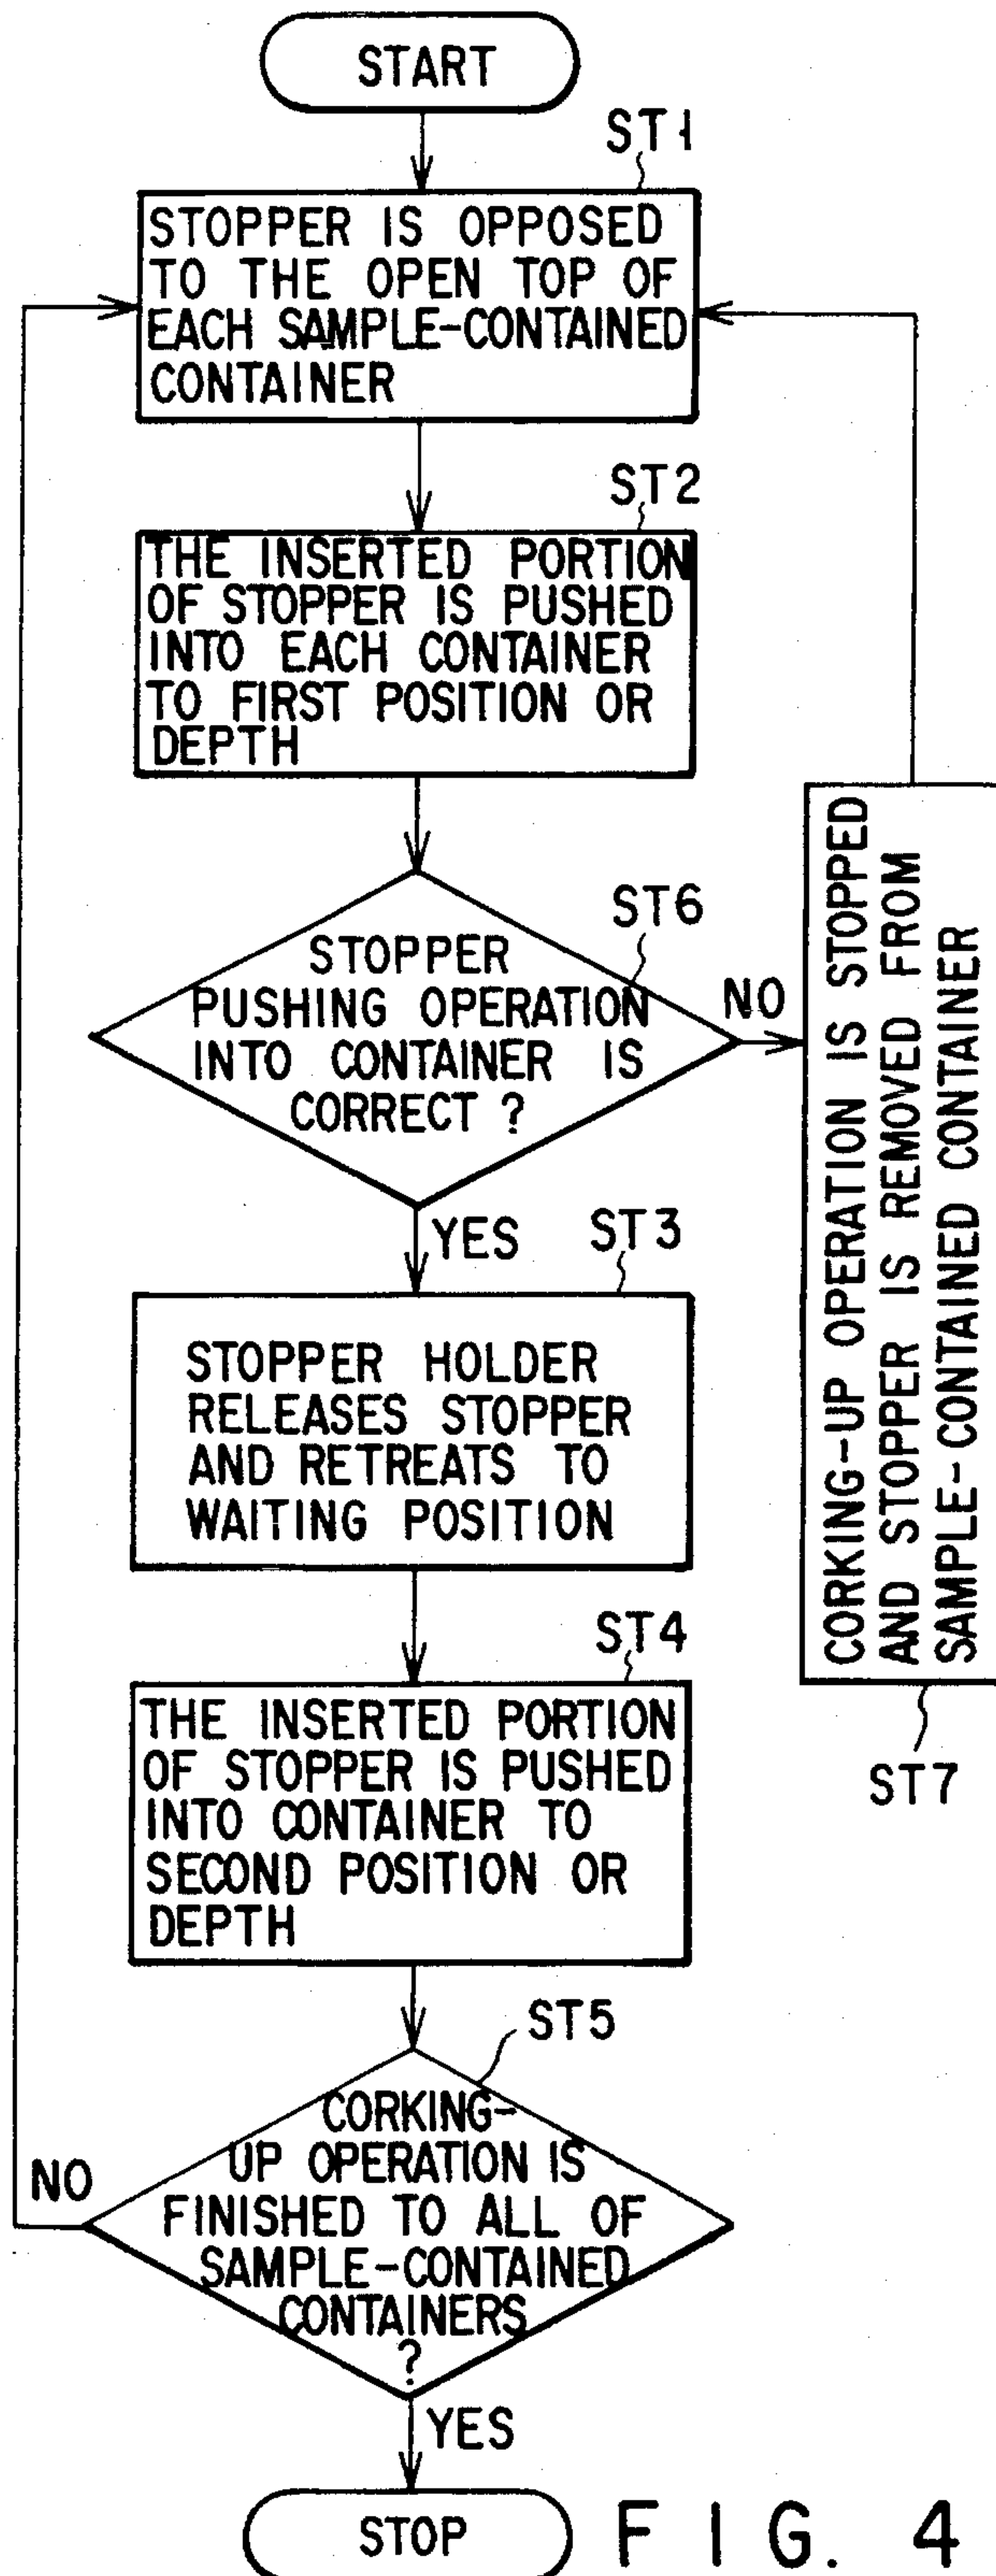 START
ST1
STOPPER IS OPPOSED
TO THE OPEN TOP OF
EACH SAMPLE-CONTAINED
CONTAINER
ST2
THE INSERTED PORTION
OF STOPPER IS PUSHED
INTO EACH CONTAINER
TO FIRST POSITION OR
DEPTH
ST6
STOPPER
PUSHING OPERATION
INTO CONTAINER IS
CORRECT ?
NO
CORKING-UP OPERATION IS STOPPED
AND STOPPER IS REMOVED FROM
SAMPLE-CONTAINED CONTAINER
ST7
YES
ST3
STOPPER HOLDER
RELEASES STOPPER
AND RETREATS TO
WAITING POSITION
ST4
THE INSERTED PORTION
OF STOPPER IS PUSHED
INTO CONTAINER TO
SECOND POSITION OR
DEPTH
ST5
CORKING-
UP OPERATION IS
FINISHED TO ALL OF
SAMPLE-CONTAINED
CONTAINERS
?
NO
YES
STOP
FIG. 4